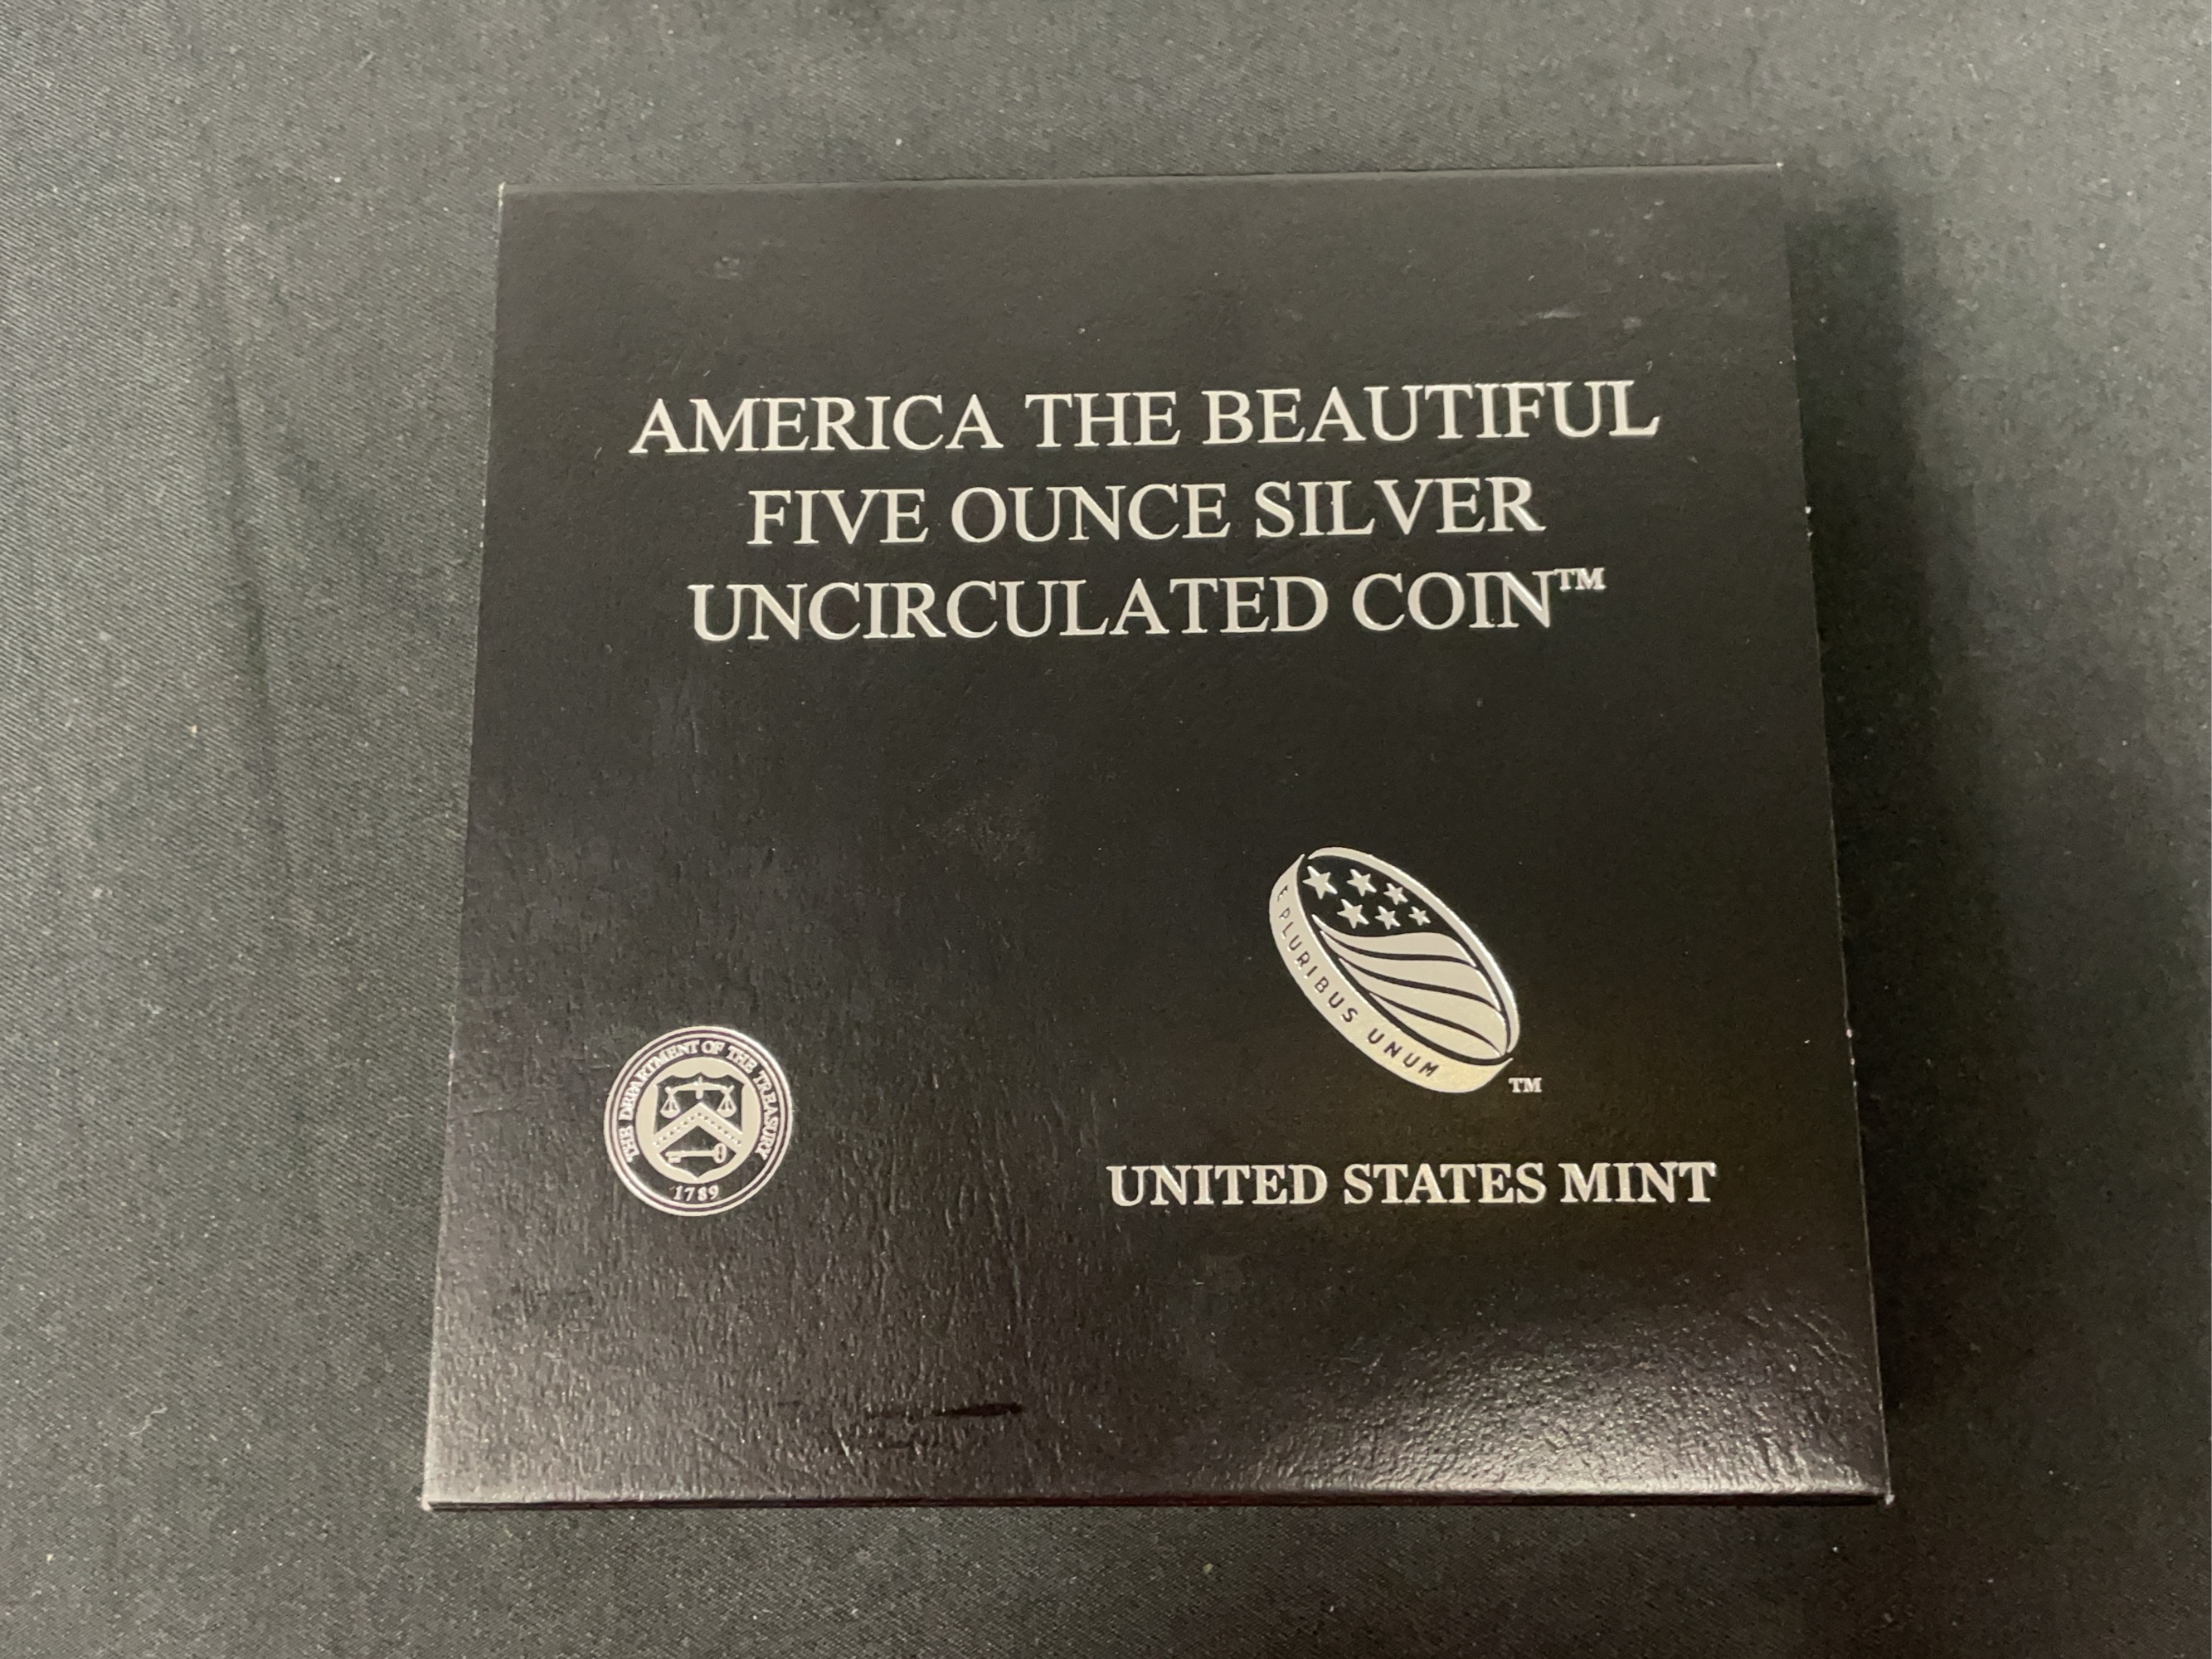 AMERICA THE BEAUTIFUL
FIVE OUNCE SILVER
UNCIRCULATED COIN™
E PLURIBUS UNUM
TM
THE DEPARTMENT OF THE TREASURY
1789
UNITED STATES MINT